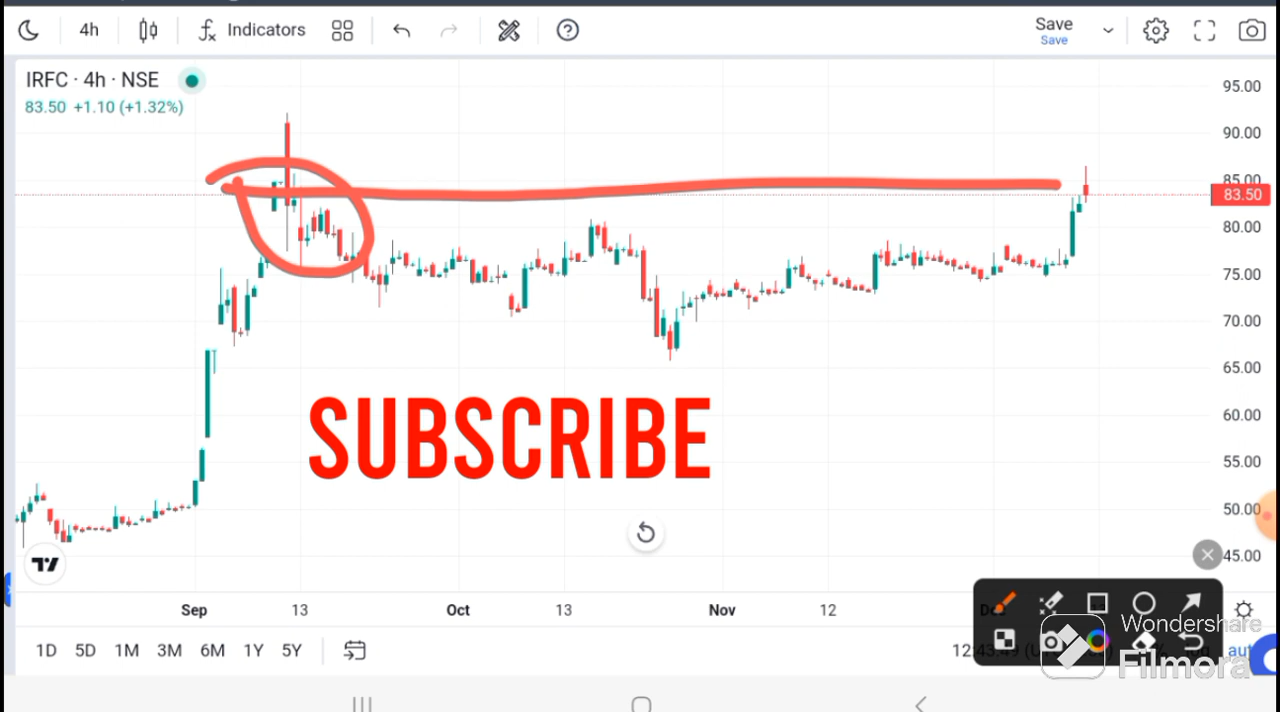 4h
Indicators
Save
Save
IRFC · 4h · NSE
83.50 +1.10 (+1.32%)
95.00
90.00
85.00
83.50
80.00
75.00
70.00
65.00
60.00
55.00
50.00
45.00
SUBSCRIBE
Sep 13 Oct 13 Nov 12
1D 5D 1M 3M 6M 1Y 5Y
Wondershare
Filmora